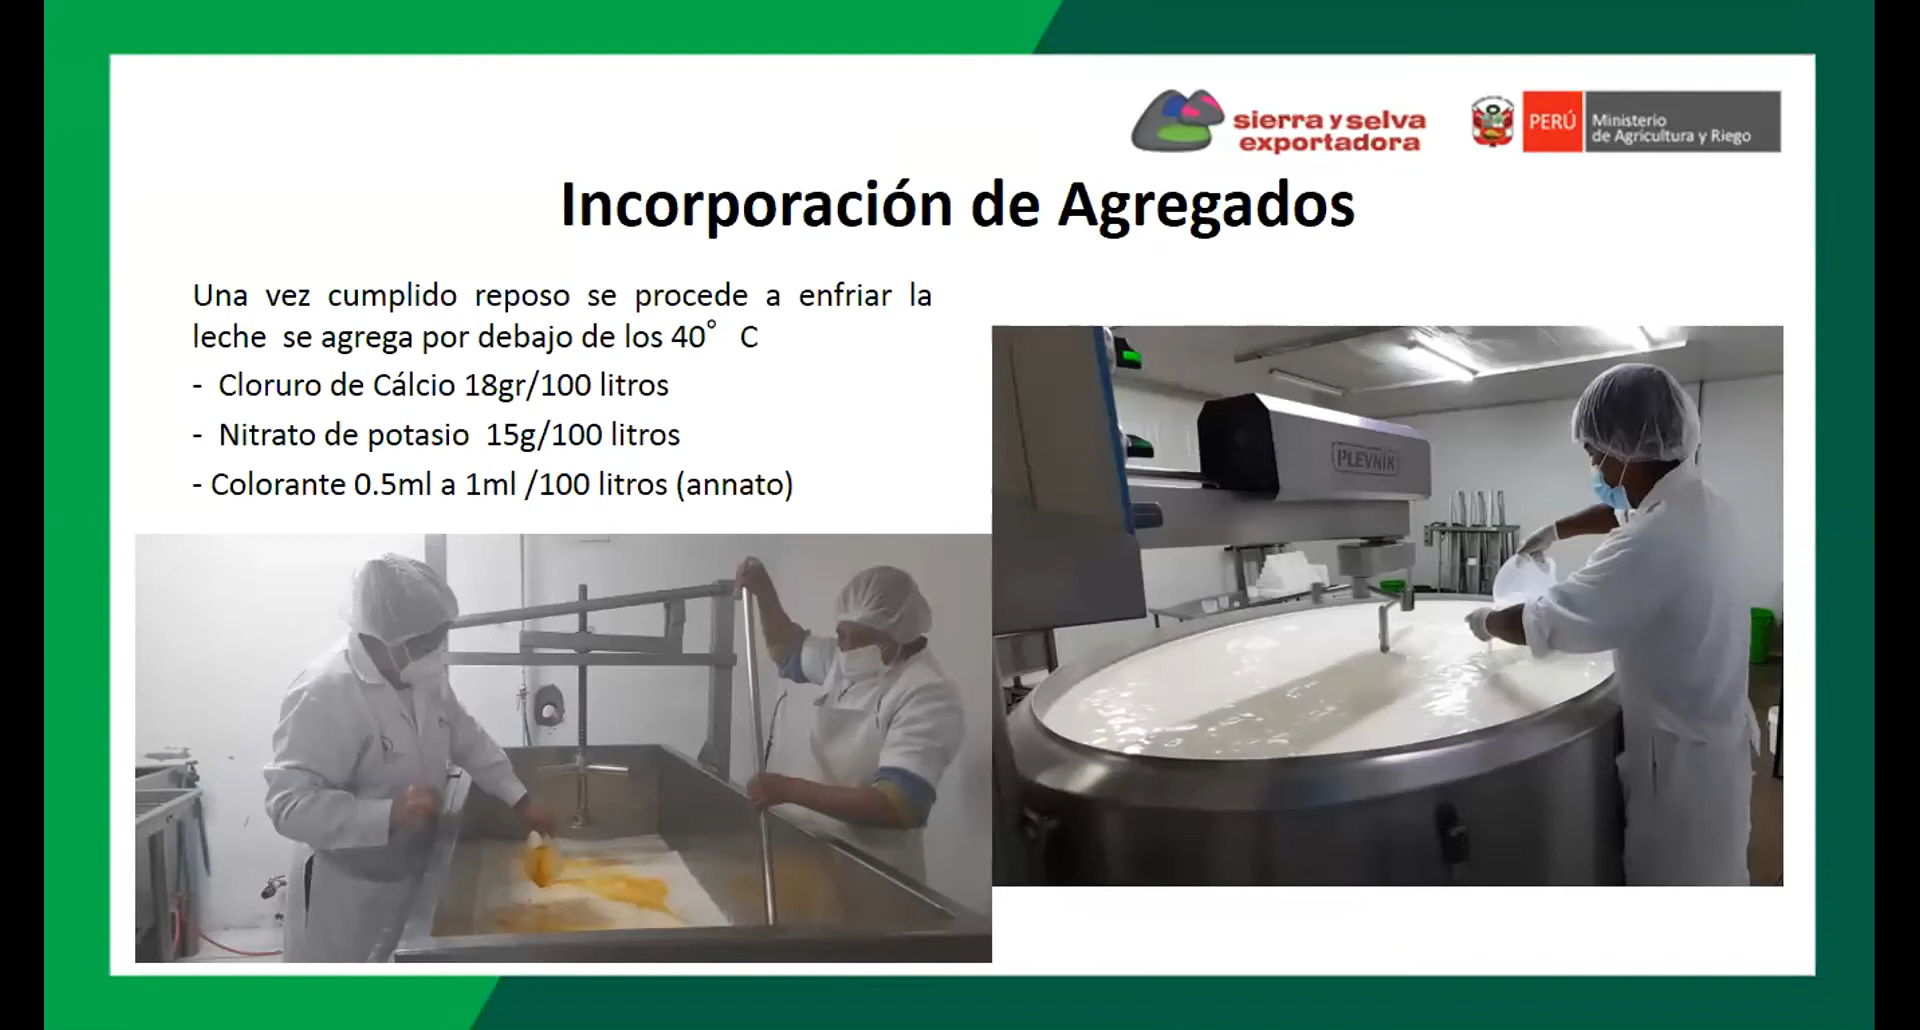 sierra y selva
exportadora
PERÚ
Ministerio
de Agricultura y Riego
Incorporación de Agregados
Una vez cumplido reposo se procede a enfriar la
leche se agrega por debajo de los 40° C
- Cloruro de Cálcio 18gr/100 litros
- Nitrato de potasio 15g/100 litros
- Colorante 0.5ml a 1ml /100 litros (annato)
PLEVNIK